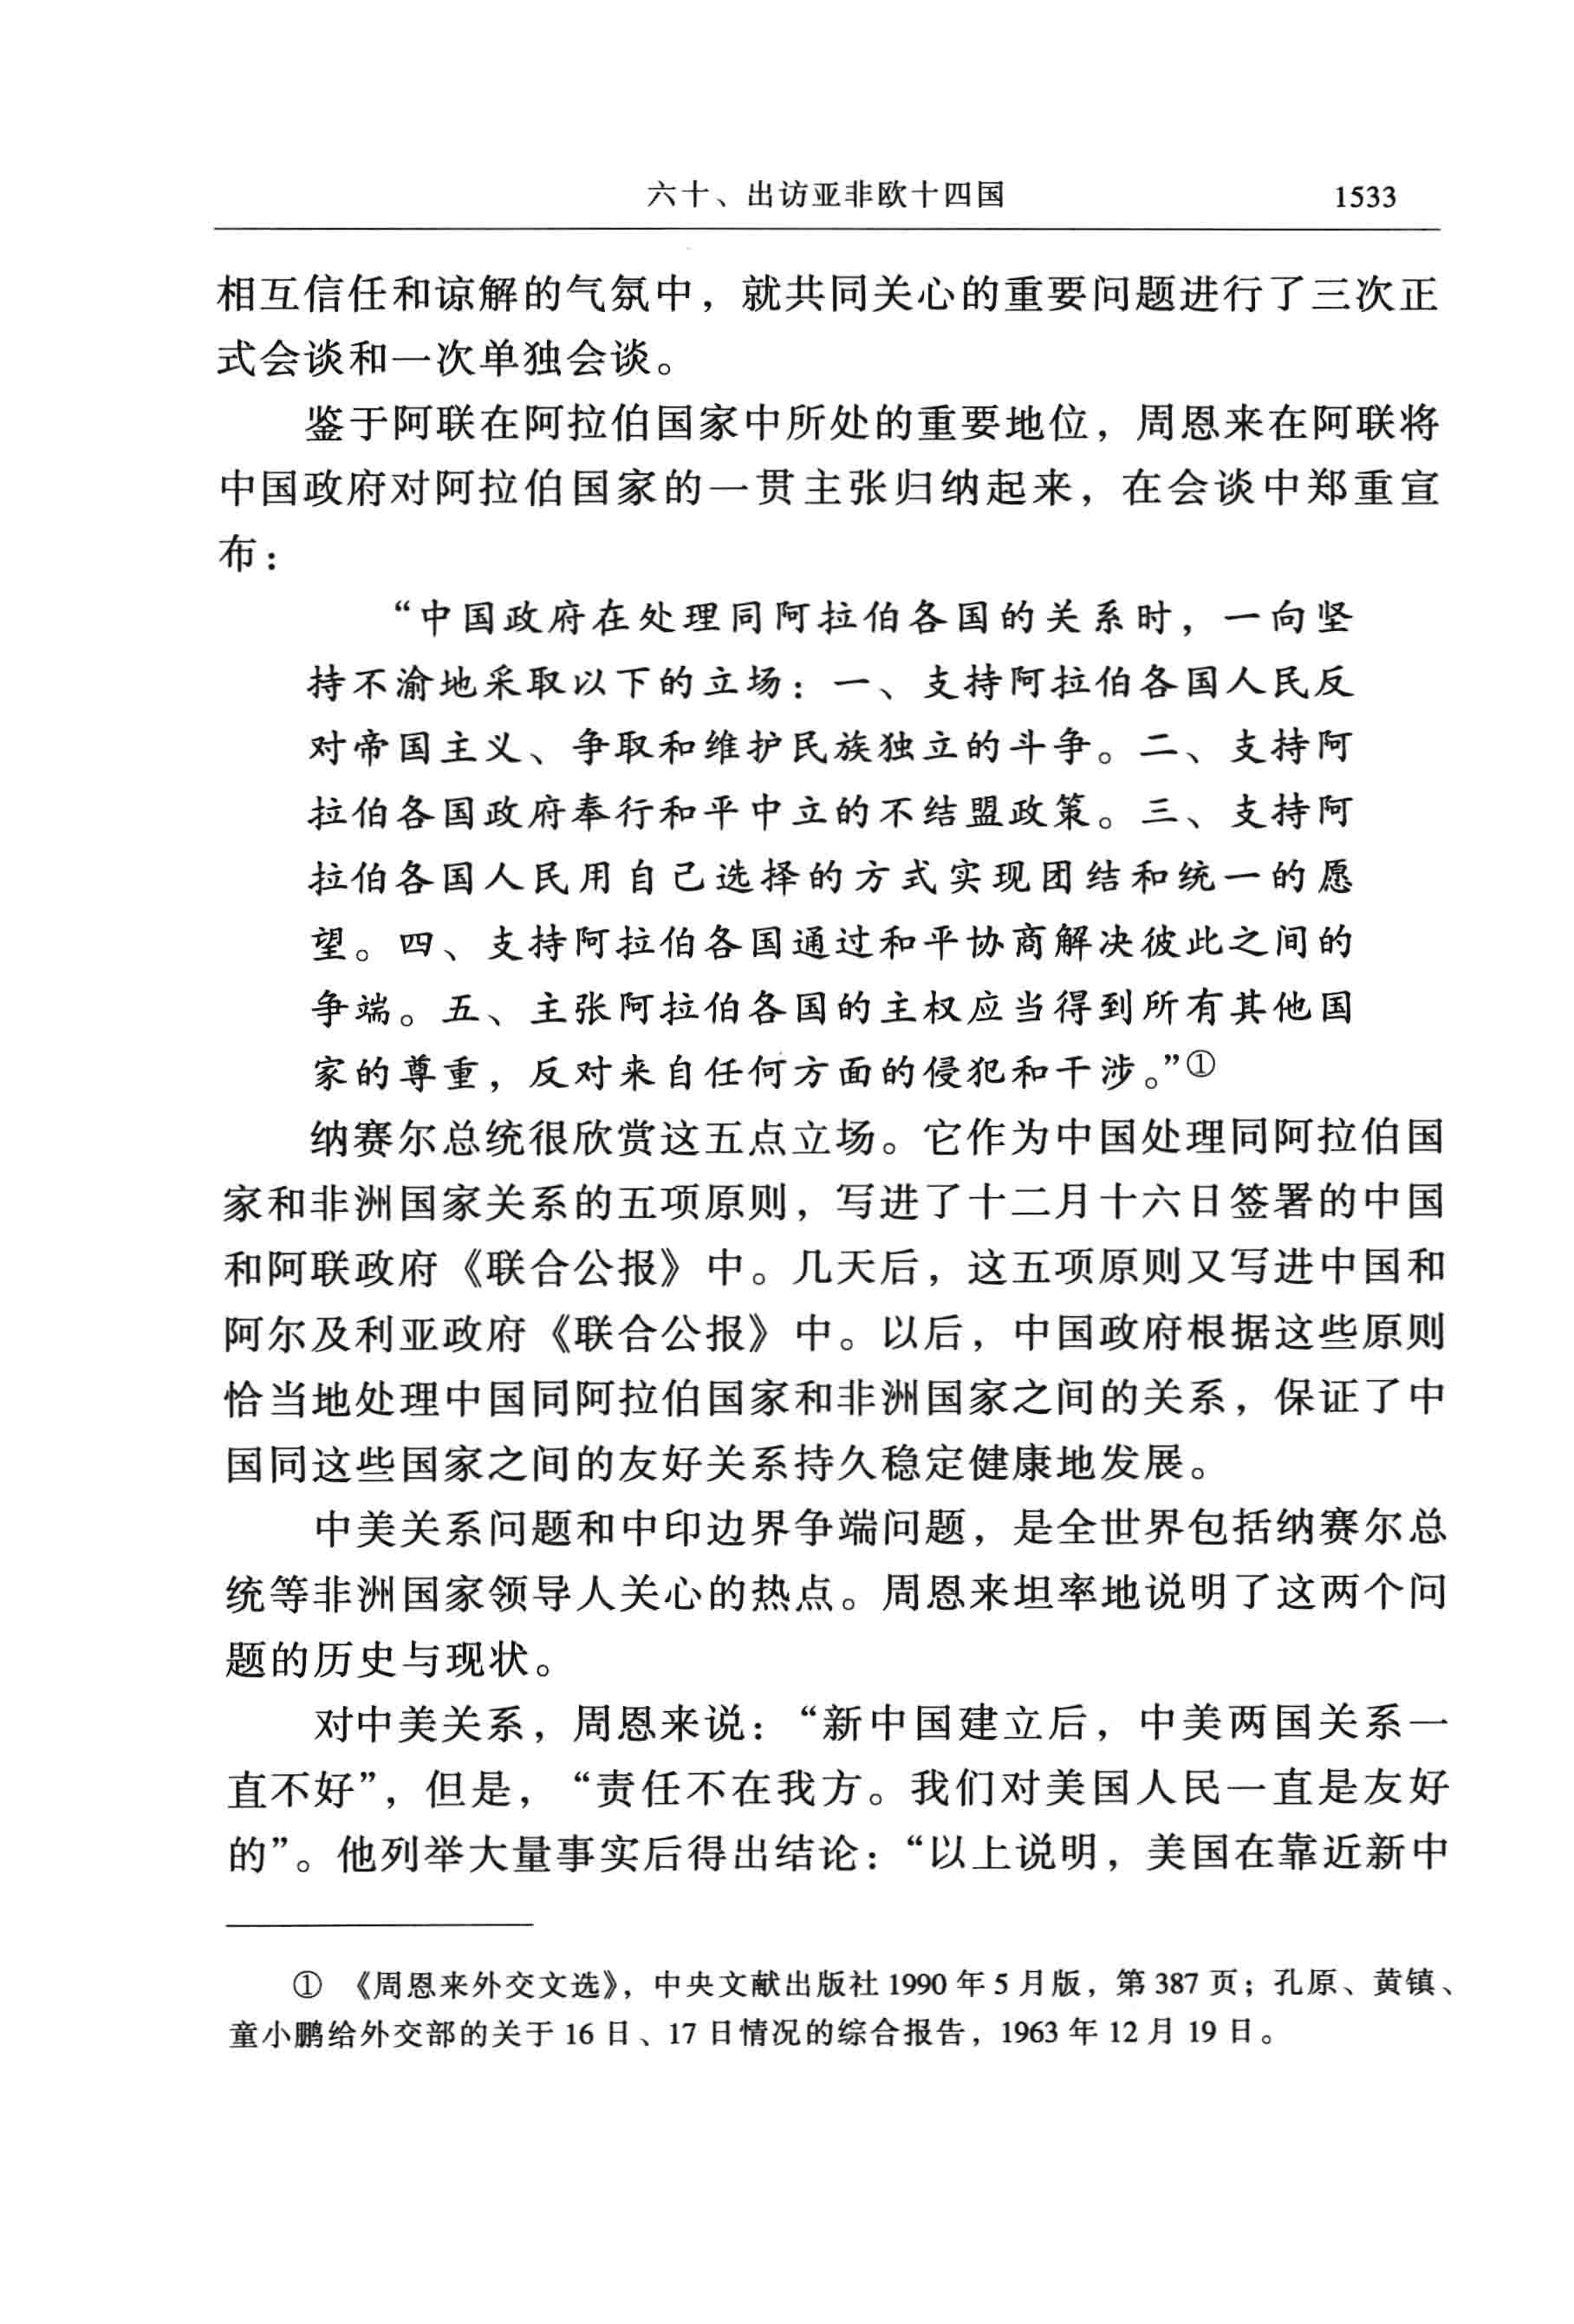 六十、出访亚非欧十四国 1533
相互信任和谅解的气氛中，就共同关心的重要问题进行了三次正
式会谈和一次单独会谈。
鉴于阿联在阿拉伯国家中所处的重要地位，周恩来在阿联将
中国政府对阿拉伯国家的一贯主张归纳起来，在会谈中郑重宣
布：
“中国政府在处理同阿拉伯各国的关系时，一向坚
持不渝地采取以下的立场：一、支持阿拉伯各国人民反
对帝国主义、争取和维护民族独立的斗争。二、支持阿
拉伯各国政府奉行和平中立的不结盟政策。三、支持阿
拉伯各国人民用自己选择的方式实现团结和统一的愿
望。四、支持阿拉伯各国通过和平协商解决彼此之间的
争端。五、主张阿拉伯各国的主权应当得到所有其他国
家的尊重，反对来自任何方面的侵犯和干涉。”①
纳赛尔总统很欣赏这五点立场。它作为中国处理同阿拉伯国
家和非洲国家关系的五项原则，写进了十二月十六日签署的中国
和阿联政府《联合公报》中。几天后，这五项原则又写进中国和
阿尔及利亚政府《联合公报》中。以后，中国政府根据这些原则
恰当地处理中国同阿拉伯国家和非洲国家之间的关系，保证了中
国同这些国家之间的友好关系持久稳定健康地发展。
中美关系问题和中印边界争端问题，是全世界包括纳赛尔总
统等非洲国家领导人关心的热点。周恩来坦率地说明了这两个问
题的历史与现状。
对中美关系，周恩来说：“新中国建立后，中美两国关系一
直不好”，但是，“责任不在我方。我们对美国人民一直是友好
的”。他列举大量事实后得出结论：“以上说明，美国在靠近新中
① 《周恩来外交文选》，中央文献出版社 1990 年 5 月版，第 387 页；孔原、黄镇、
童小鹏给外交部的关于 16 日、17 日情况的综合报告，1963 年 12 月 19 日。